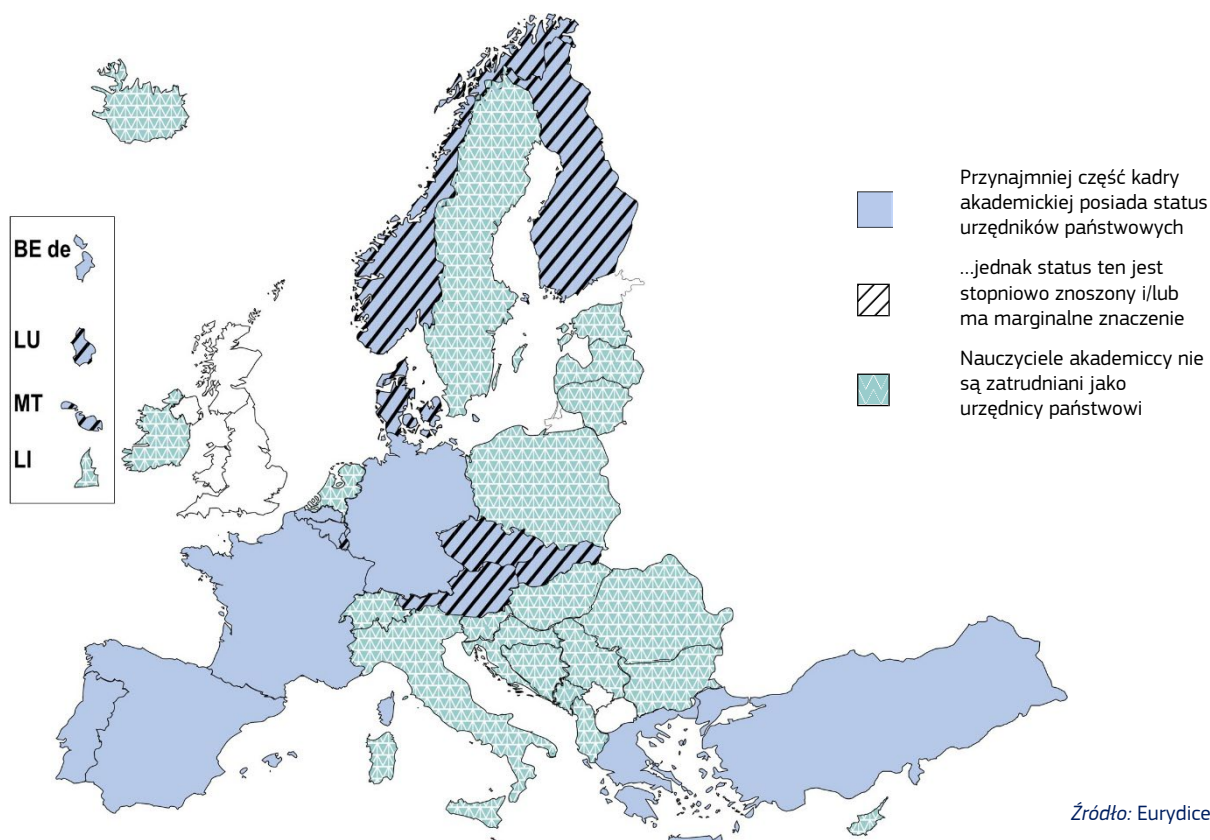 BE de
LU
MT
LI
Przynajmniej część kadry
akademickiej posiada status
urzędników państwowych
...jednak status ten jest
stopniowo znoszony i/lub
ma marginalne znaczenie
Nauczyciele akademiccy nie
są zatrudniani jako
urzędnicy państwowi
Źródło: Eurydice